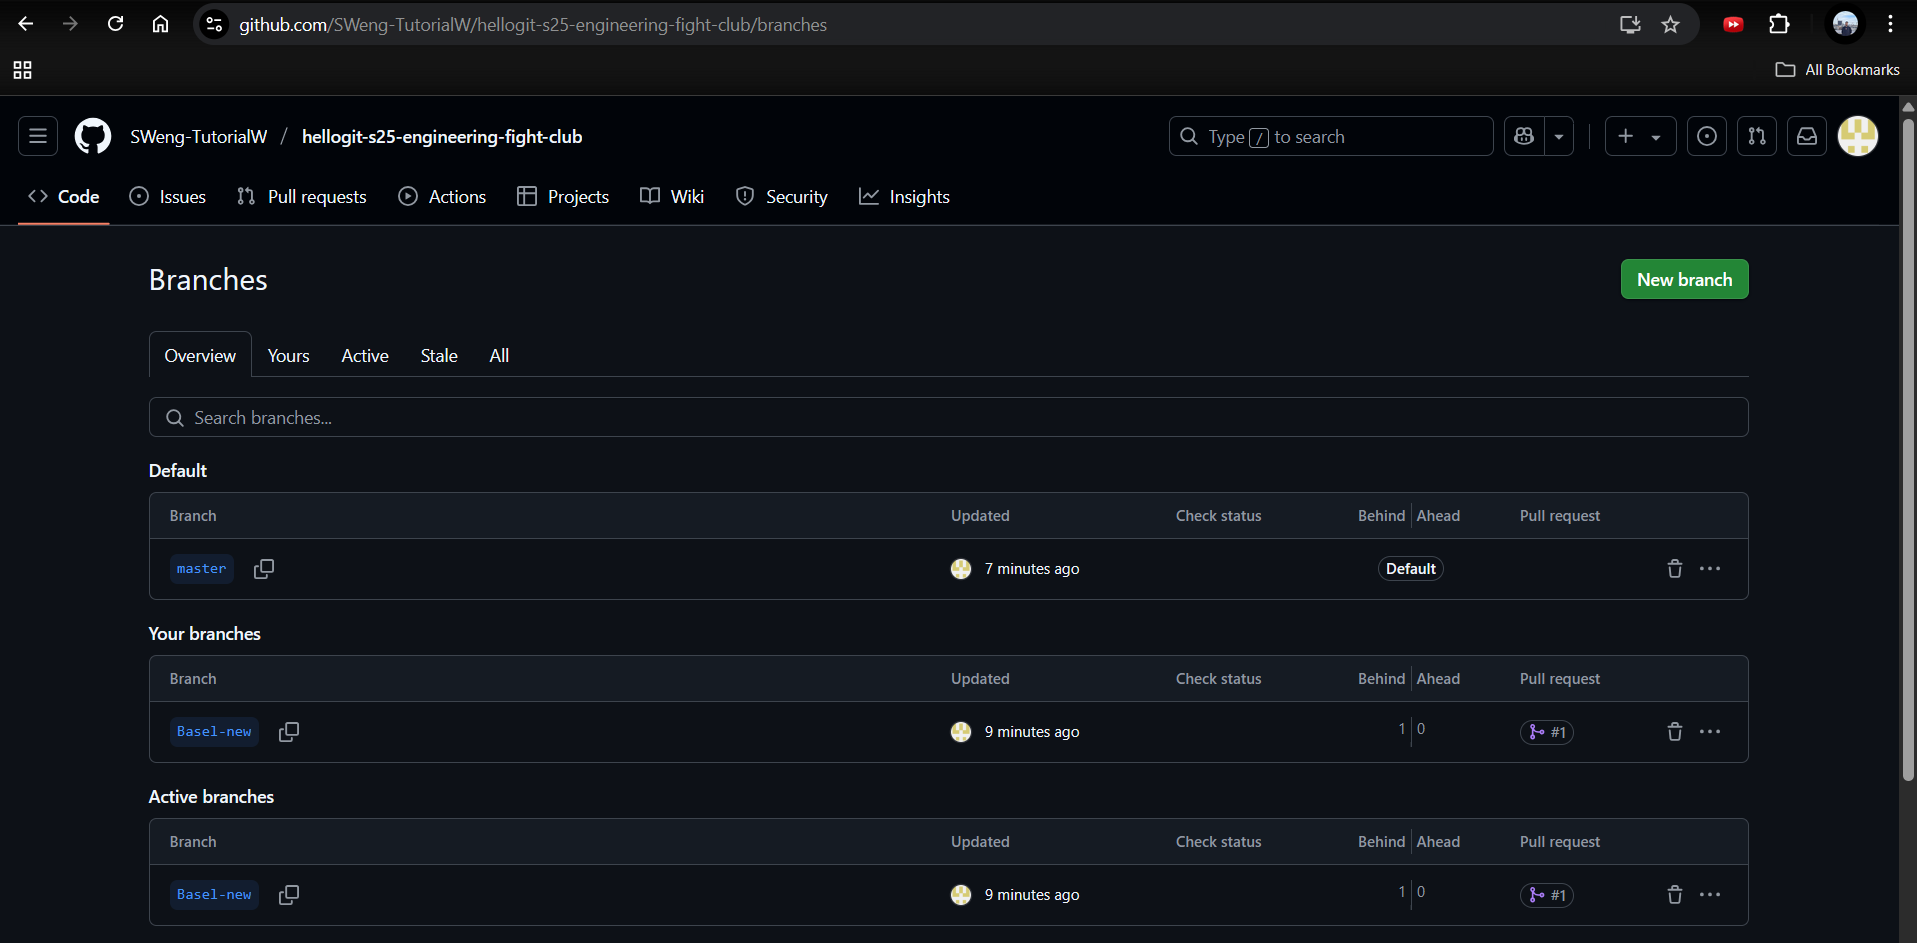 github.com/SWeng-TutorialW/hellogit-s25-engineering-fight-club/branches
All Bookmarks
SWeng-TutorialW / hellogit-s25-engineering-fight-club
Type / to search
Code Issues Pull requests Actions Projects Wiki Security Insights
Branches
New branch
Overview Yours Active Stale All
Search branches...
Default
Branch Updated Check status Behind Ahead Pull request
master 7 minutes ago Default
Your branches
Branch Updated Check status Behind Ahead Pull request
Basel-new 9 minutes ago 1 0 #1
Active branches
Branch Updated Check status Behind Ahead Pull request
Basel-new 9 minutes ago 1 0 #1